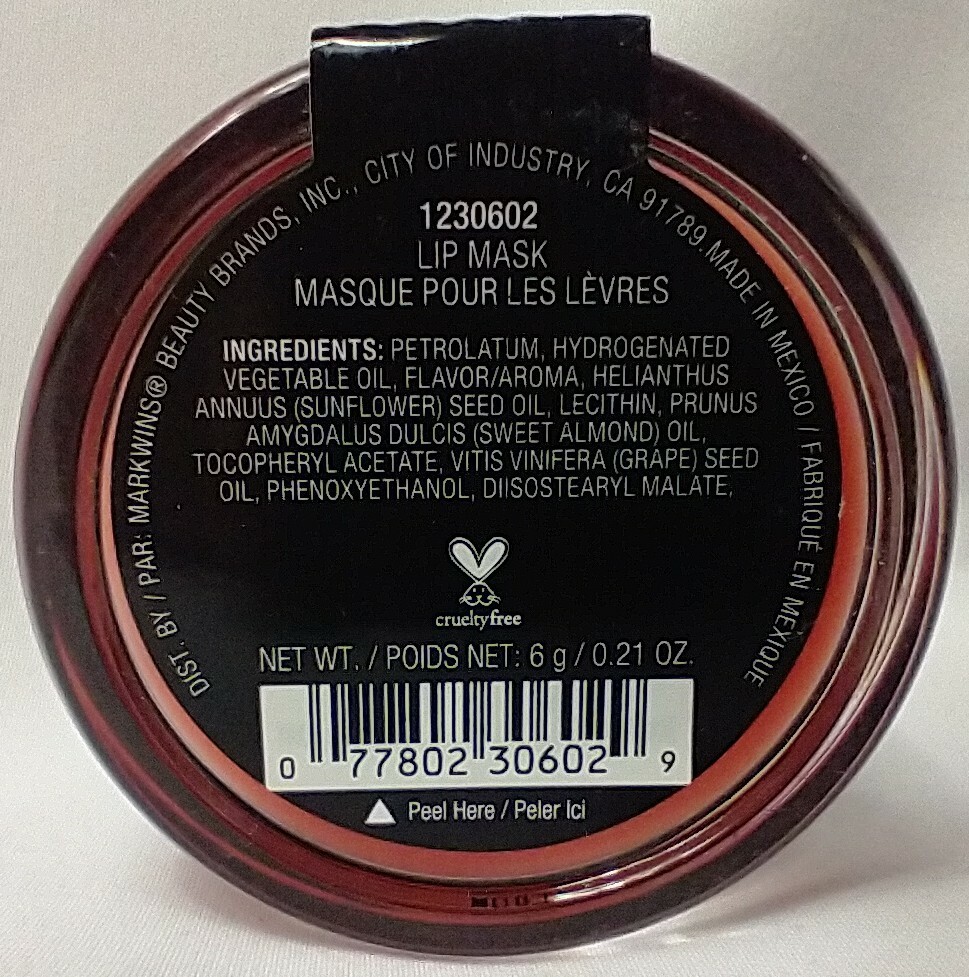 DIST. BY / PAR: MARKWINS® BEAUTY BRANDS, INC., CITY OF INDUSTRY, CA 91789. MADE IN MEXICO / FABRIQUÉ EN MEXIQUE
1230602
LIP MASK
MASQUE POUR LES LÈVRES
INGREDIENTS: PETROLATUM, HYDROGENATED
VEGETABLE OIL, FLAVOR/AROMA, HELIANTHUS
ANNUUS (SUNFLOWER) SEED OIL, LECITHIN, PRUNUS
AMYGDALUS DULCIS (SWEET ALMOND) OIL,
TOCOPHERYL ACETATE, VITIS VINIFERA (GRAPE) SEED
OIL, PHENOXYETHANOL, DIISOSTEARYL MALATE,
crueltyfree
NET WT. / POIDS NET: 6 g / 0.21 OZ.
0 77802 30602 9
Peel Here / Peler Ici